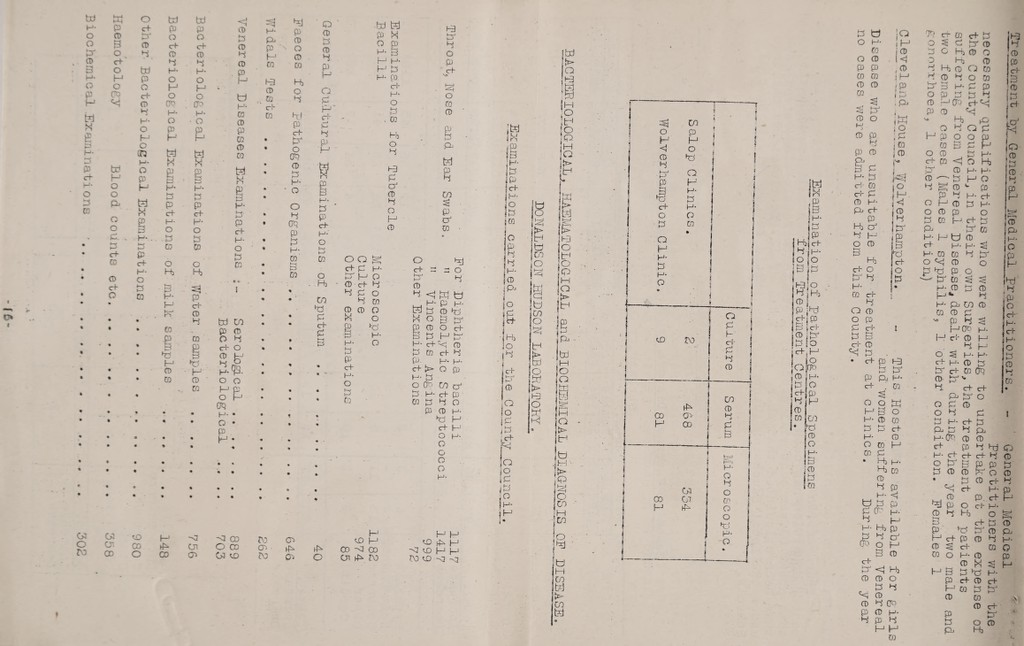 Treatment by General Medical Practitioners. - General Medical
Practitioners with the
necessary qualifications who were willing to undertake at the expense of
the County Council, in their own Surgeries, the treatment of patients
suffering from Venereal Disease, dealt with during the year two male and
two female cases (Males 1 syphilis, 1 other condition. Females 1
gonorrhoea, 1 other condition)
Cleveland House, Wolverhampton. - This Hostel is available for girls
and women suffering from Venereal
Disease who are unsuitable for treatment at clinics. During the year
no cases were admitted from this County.
Examination of Pathological Specimens
from Treatment Centres.
Culture Serum Microscopic.
Salop Clinics. 2 468 354
Wolverhampton Clinic. 9 81 81
BACTERIOLOGICAL, HAEMATOLOGICAL and BIOCHEMICAL DIAGNOSIS OF DISEASE.
DONALDSON HUDSON LABORATORY.
Examinations carried out for the County Council.
Throat, Nose and Ear Swabs. For Diphtheria bacilli 1117
" Haemolytic Streptococci 1417
" Vincents Angina 999
Other Examinations 72
Examinations for Tubercle
Bacilli Microscopic 1182
Culture 974
Other examinations 85
General Cultural Examinations of Sputum .. .. .. 40
Faeces for Pathogenic Organisms .. .. .. .. .. 646
Widals Tests .. .. .. .. .. .. .. 262
Venereal Diseases Examinations :- Serological .. .. .. 889
Bacteriological .. .. 703
Bacteriological Examinations of Water samples .. .. .. 756
Bacteriological Examinations of milk samples .. .. .. 148
Other Bacteriological Examinations .. .. .. .. 980
Haemotology Blood counts etc. .. .. .. .. 358
Biochemical Examinations .. .. .. .. .. .. 302
-16-